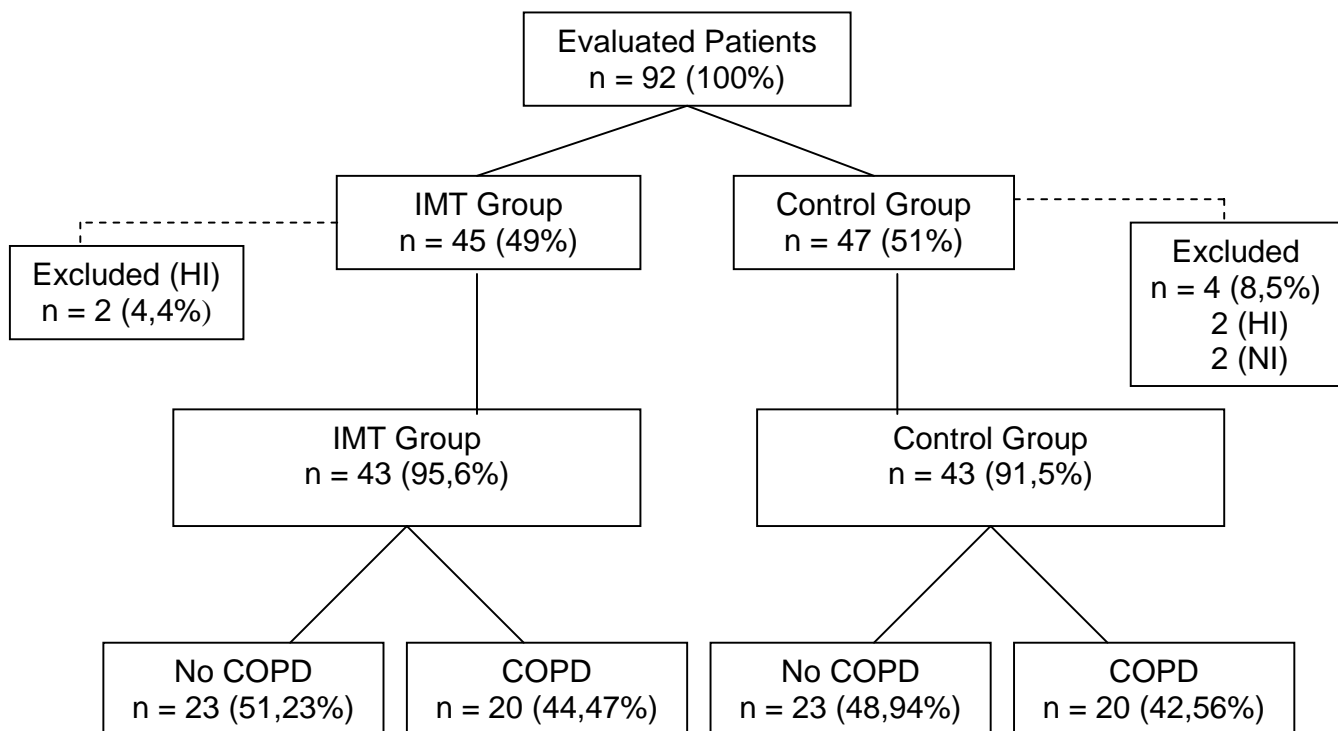 Evaluated Patients
n = 92 (100%)
IMT Group
n = 45 (49%)
Control Group
n = 47 (51%)
Excluded (HI)
n = 2 (4,4%)
Excluded
n = 4 (8,5%)
2 (HI)
2 (NI)
IMT Group
n = 43 (95,6%)
Control Group
n = 43 (91,5%)
No COPD
n = 23 (51,23%)
COPD
n = 20 (44,47%)
No COPD
n = 23 (48,94%)
COPD
n = 20 (42,56%)